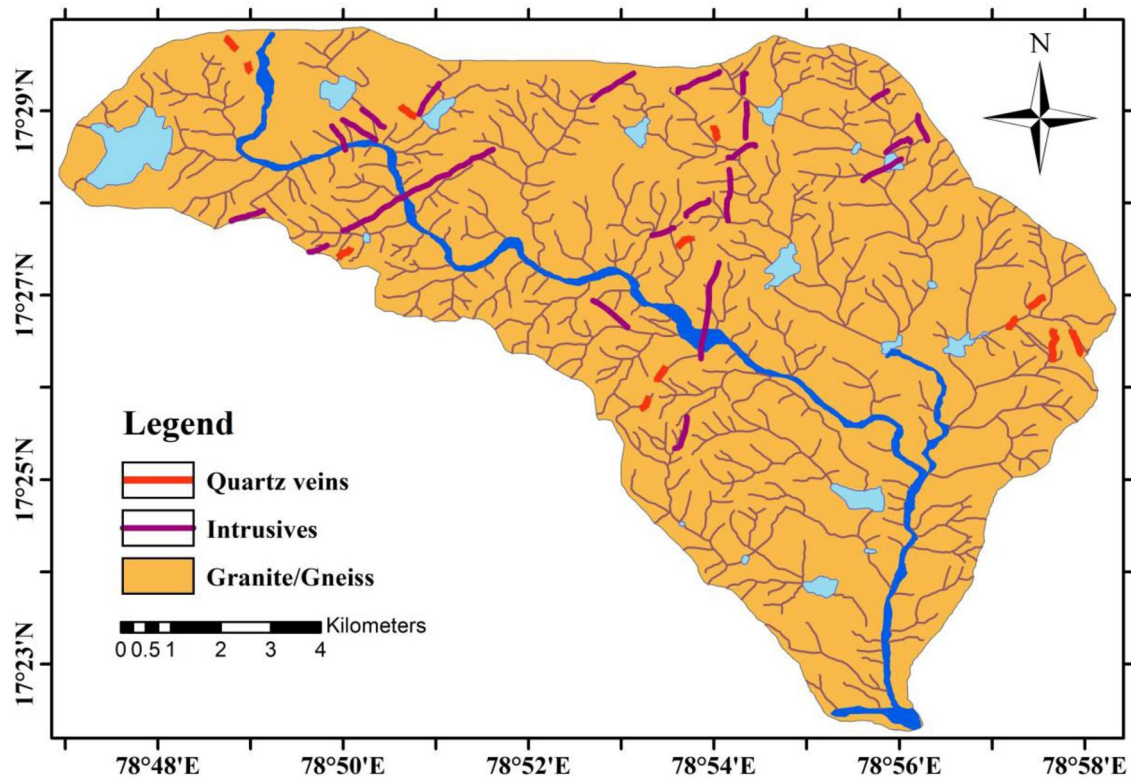 N
17°29'N
17°27'N
17°25'N
17°23'N
Legend
Quartz veins
Intrusives
Granite/Gneiss
Kilometers
0 0.5 1 2 3 4
78°48'E 78°50'E 78°52'E 78°54'E 78°56'E 78°58'E